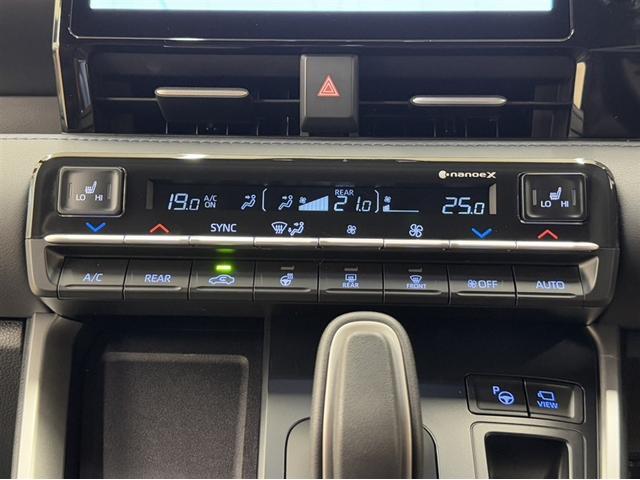 nanoeX
REAR
LO HI
19.0 A/C ON 21.0 25.0
LO HI
SYNC
A/C REAR REAR FRONT OFF AUTO
P VIEW